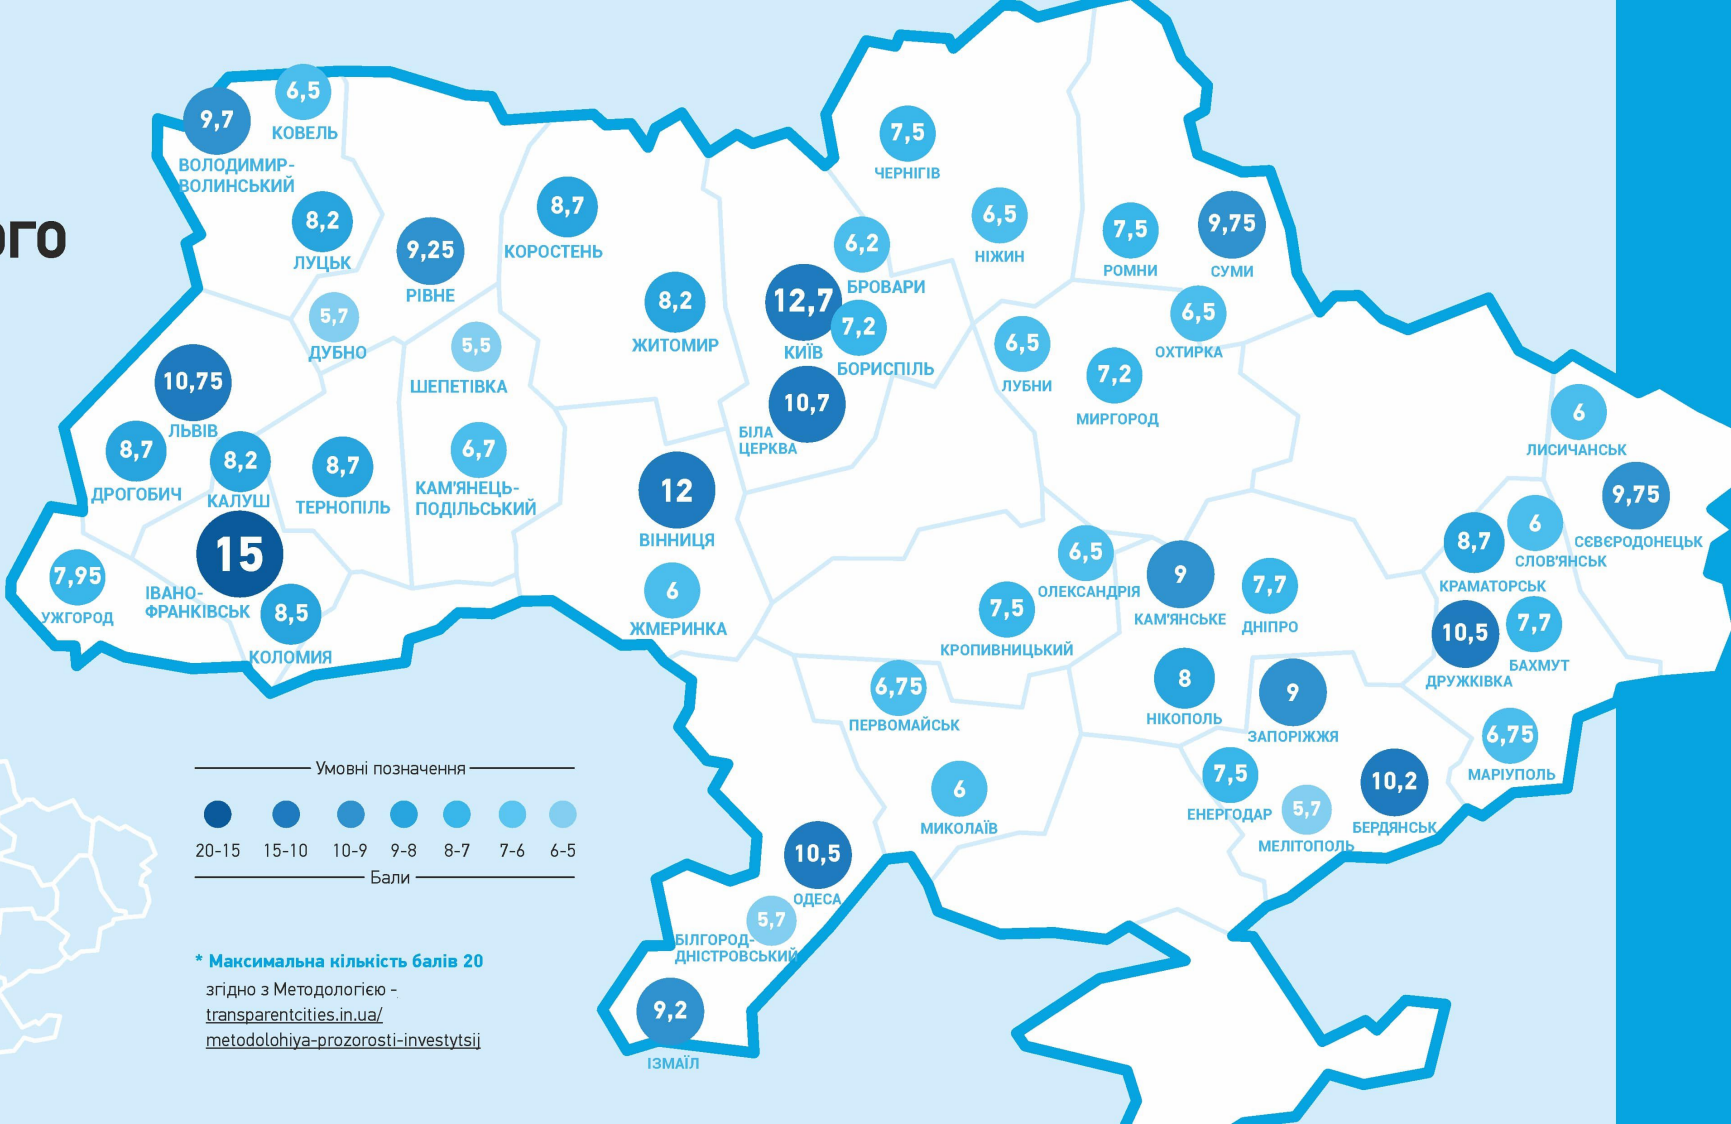 ого
6,5
КОВЕЛЬ
9,7
ВОЛОДИМИР-
ВОЛИНСЬКИЙ
8,2
ЛУЦЬК
9,25
РІВНЕ
5,7
ДУБНО
8,7
КОРОСТЕНЬ
8,2
ЖИТОМИР
5,5
ШЕПЕТІВКА
6,7
КАМ'ЯНЕЦЬ-
ПОДІЛЬСЬКИЙ
10,75
ЛЬВІВ
8,7
ДРОГОБИЧ
8,2
КАЛУШ
8,7
ТЕРНОПІЛЬ
15
ІВАНО-
ФРАНКІВСЬК
7,95
УЖГОРОД
8,5
КОЛОМИЯ
12
ВІННИЦЯ
6
ЖМЕРИНКА
7,5
ЧЕРНІГІВ
6,5
НІЖИН
6,2
БРОВАРИ
12,7
КИЇВ
7,2
БОРИСПІЛЬ
10,7
БІЛА
ЦЕРКВА
7,5
РОМНИ
9,75
СУМИ
6,5
ОХТИРКА
6,5
ЛУБНИ
7,2
МИРГОРОД
6
ЛИСИЧАНСЬК
9,75
СЄВЄРОДОНЕЦЬК
6
СЛОВ'ЯНСЬК
8,7
КРАМАТОРСЬК
10,5
ДРУЖКІВКА
7,7
БАХМУТ
6,75
МАРІУПОЛЬ
6,5
ОЛЕКСАНДРІЯ
7,5
КРОПИВНИЦЬКИЙ
9
КАМ'ЯНСЬКЕ
7,7
ДНІПРО
8
НІКОПОЛЬ
9
ЗАПОРІЖЖЯ
7,5
ЕНЕРГОДАР
5,7
МЕЛІТОПОЛЬ
10,2
БЕРДЯНСЬК
6,75
ПЕРВОМАЙСЬК
6
МИКОЛАЇВ
10,5
ОДЕСА
5,7
БІЛГОРОД-
ДНІСТРОВСЬКИЙ
9,2
ІЗМАЇЛ
Умовні позначення
20-15 15-10 10-9 9-8 8-7 7-6 6-5
Бали
* Максимальна кількість балів 20
згідно з Методологією -
transparentcities.in.ua/
metodolohiya-prozorosti-investytsij